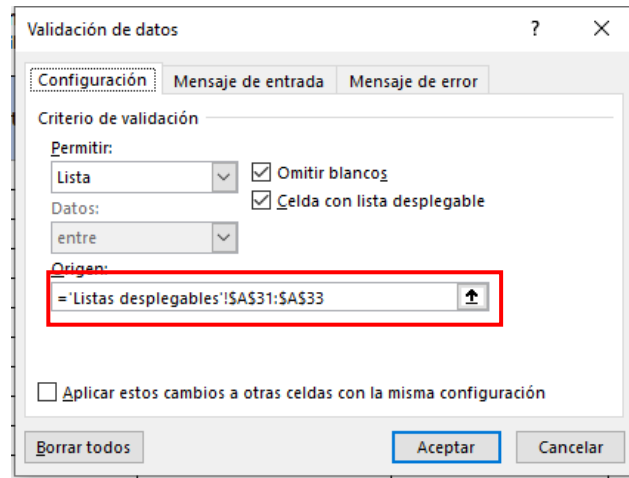 Validación de datos ?
Configuración Mensaje de entrada Mensaje de error
Criterio de validación
Permitir:
Lista Omitir blancos
Celda con lista desplegable
Datos:
entre
Origen:
='Listas desplegables'!$A$31:$A$33
Aplicar estos cambios a otras celdas con la misma configuración
Borrar todos Aceptar Cancelar